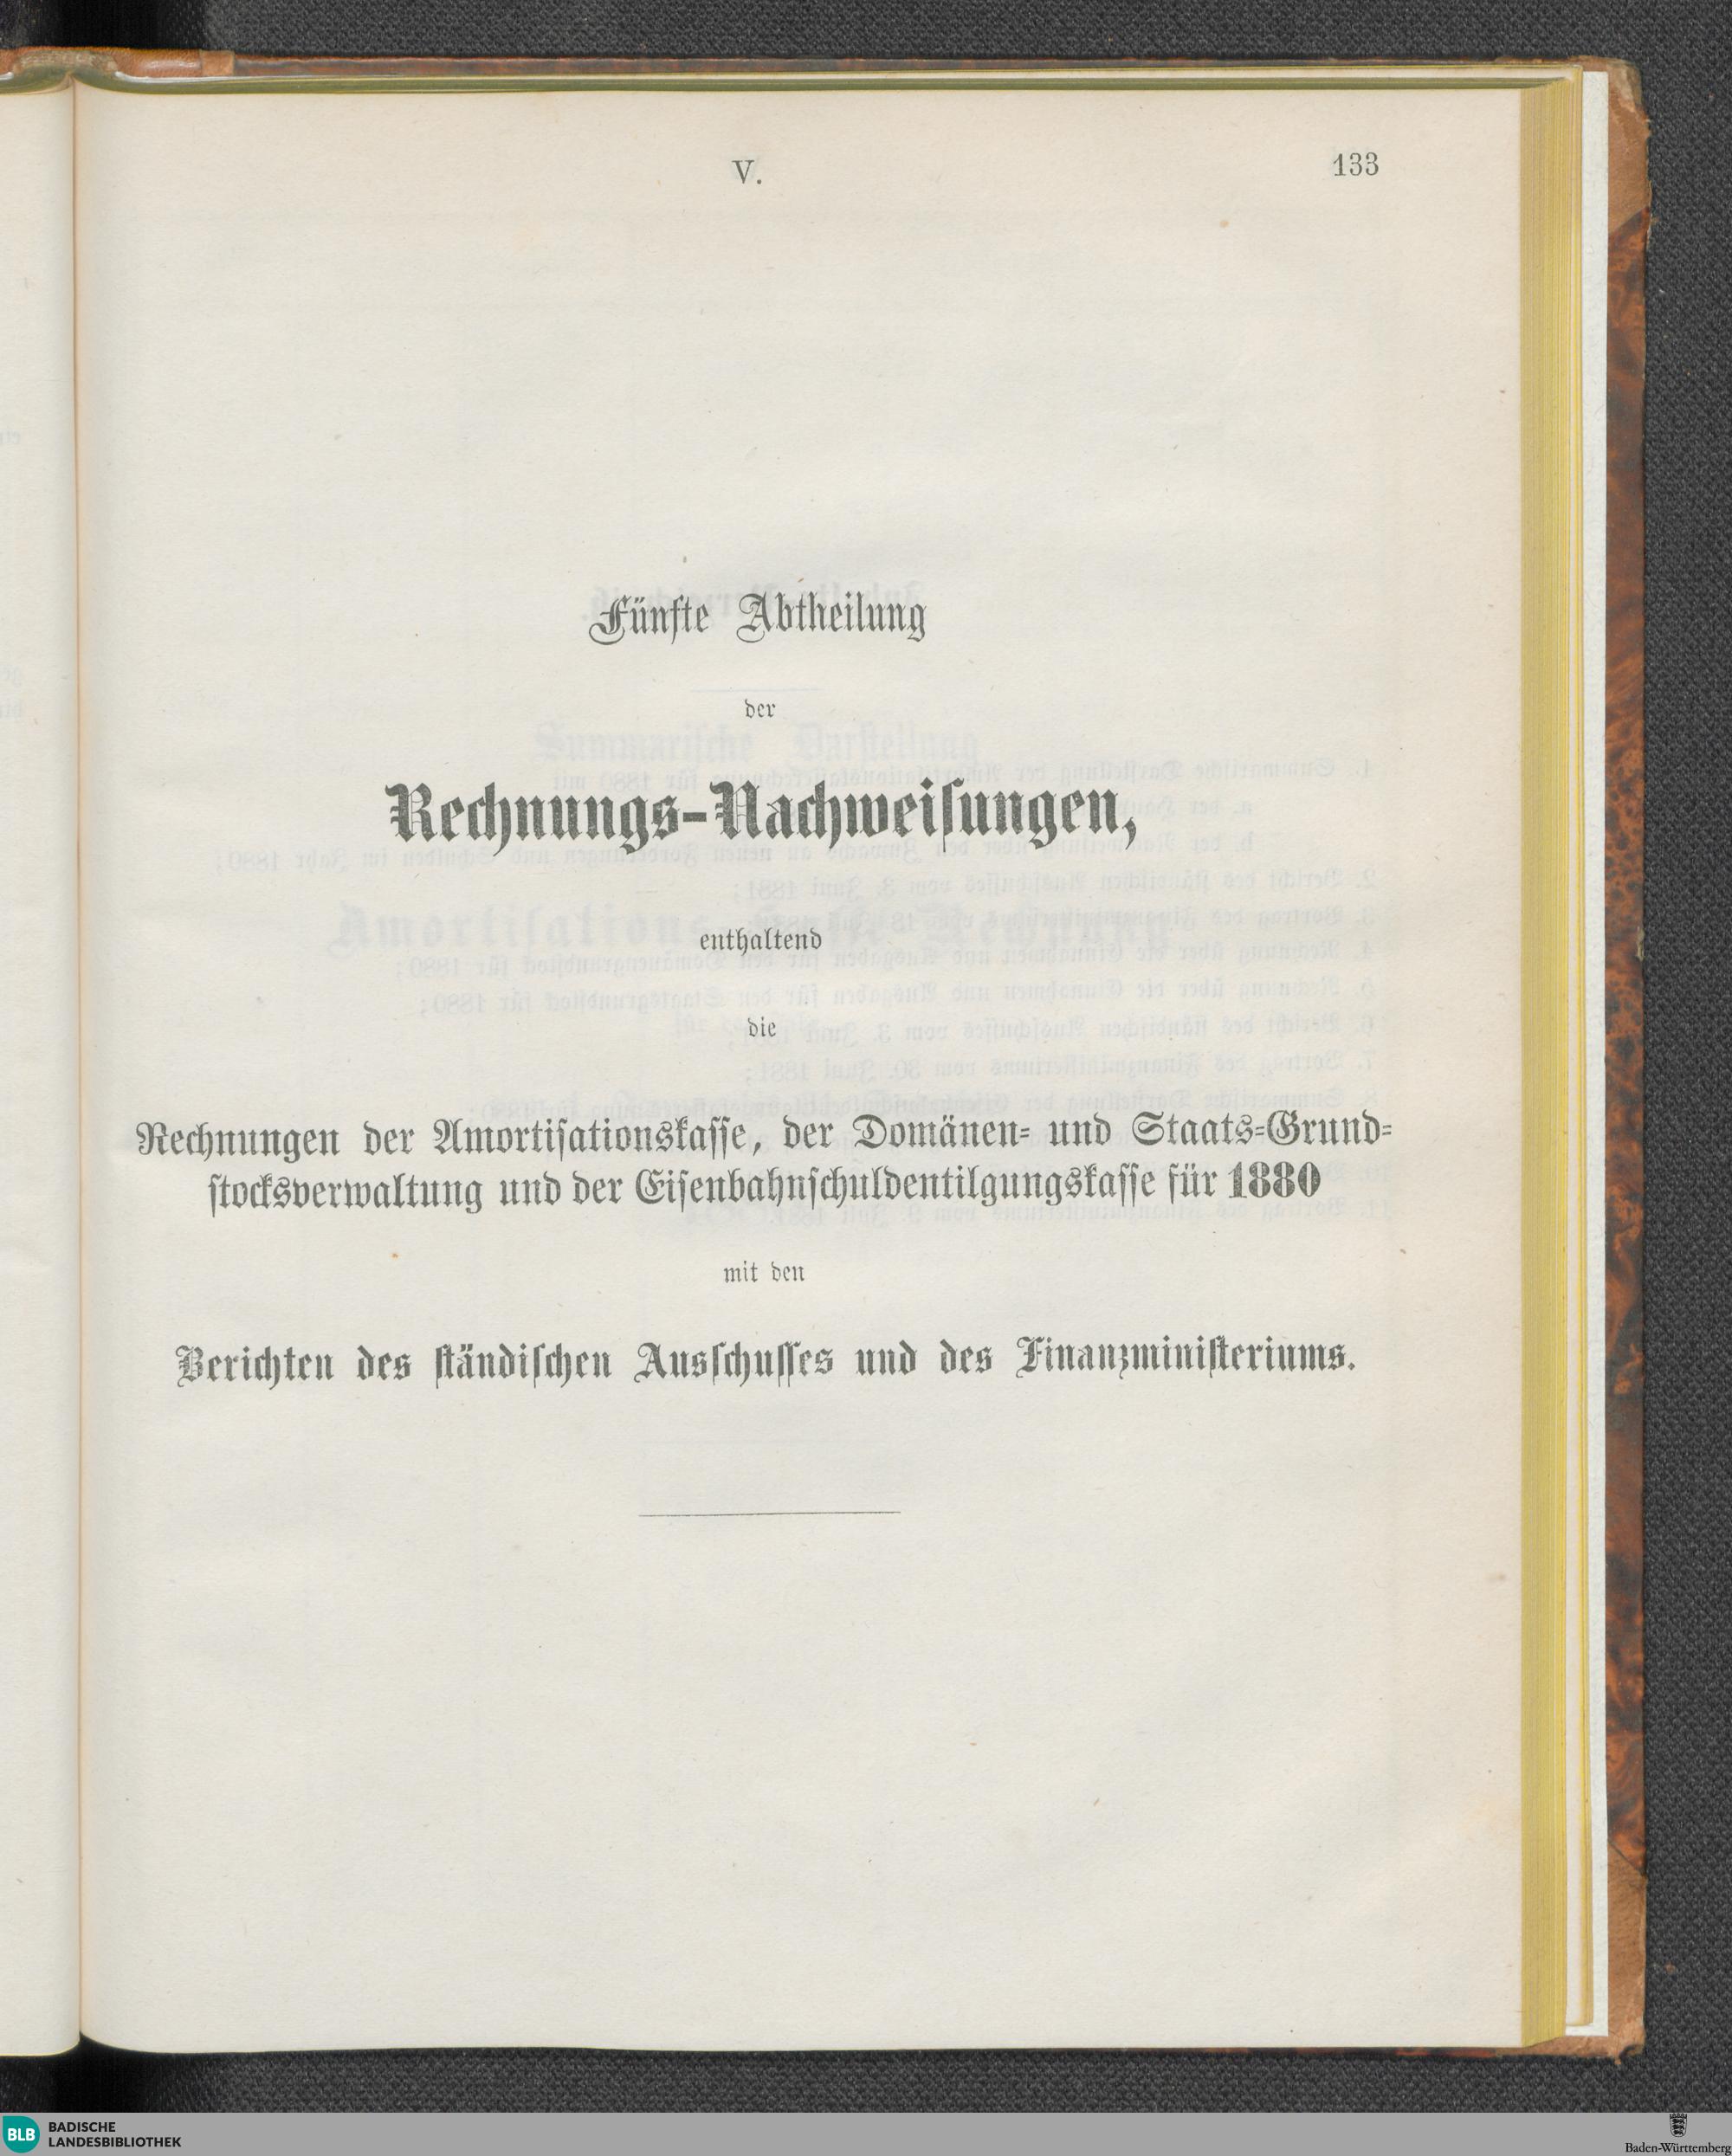 V.
133
Fünfte Abtheilung
der
Rechnungs-Nachweisungen,
enthaltend
die
Rechnungen der Amortisationskasse, der Domänen- und Staats-Grund-
stocksverwaltung und der Eisenbahnschuldentilgungskasse für 1880
mit den
Berichten des ständischen Ausschusses und des Finanzministeriums.
BLB
BADISCHE
LANDESBIBLIOTHEK
Baden-Württemberg